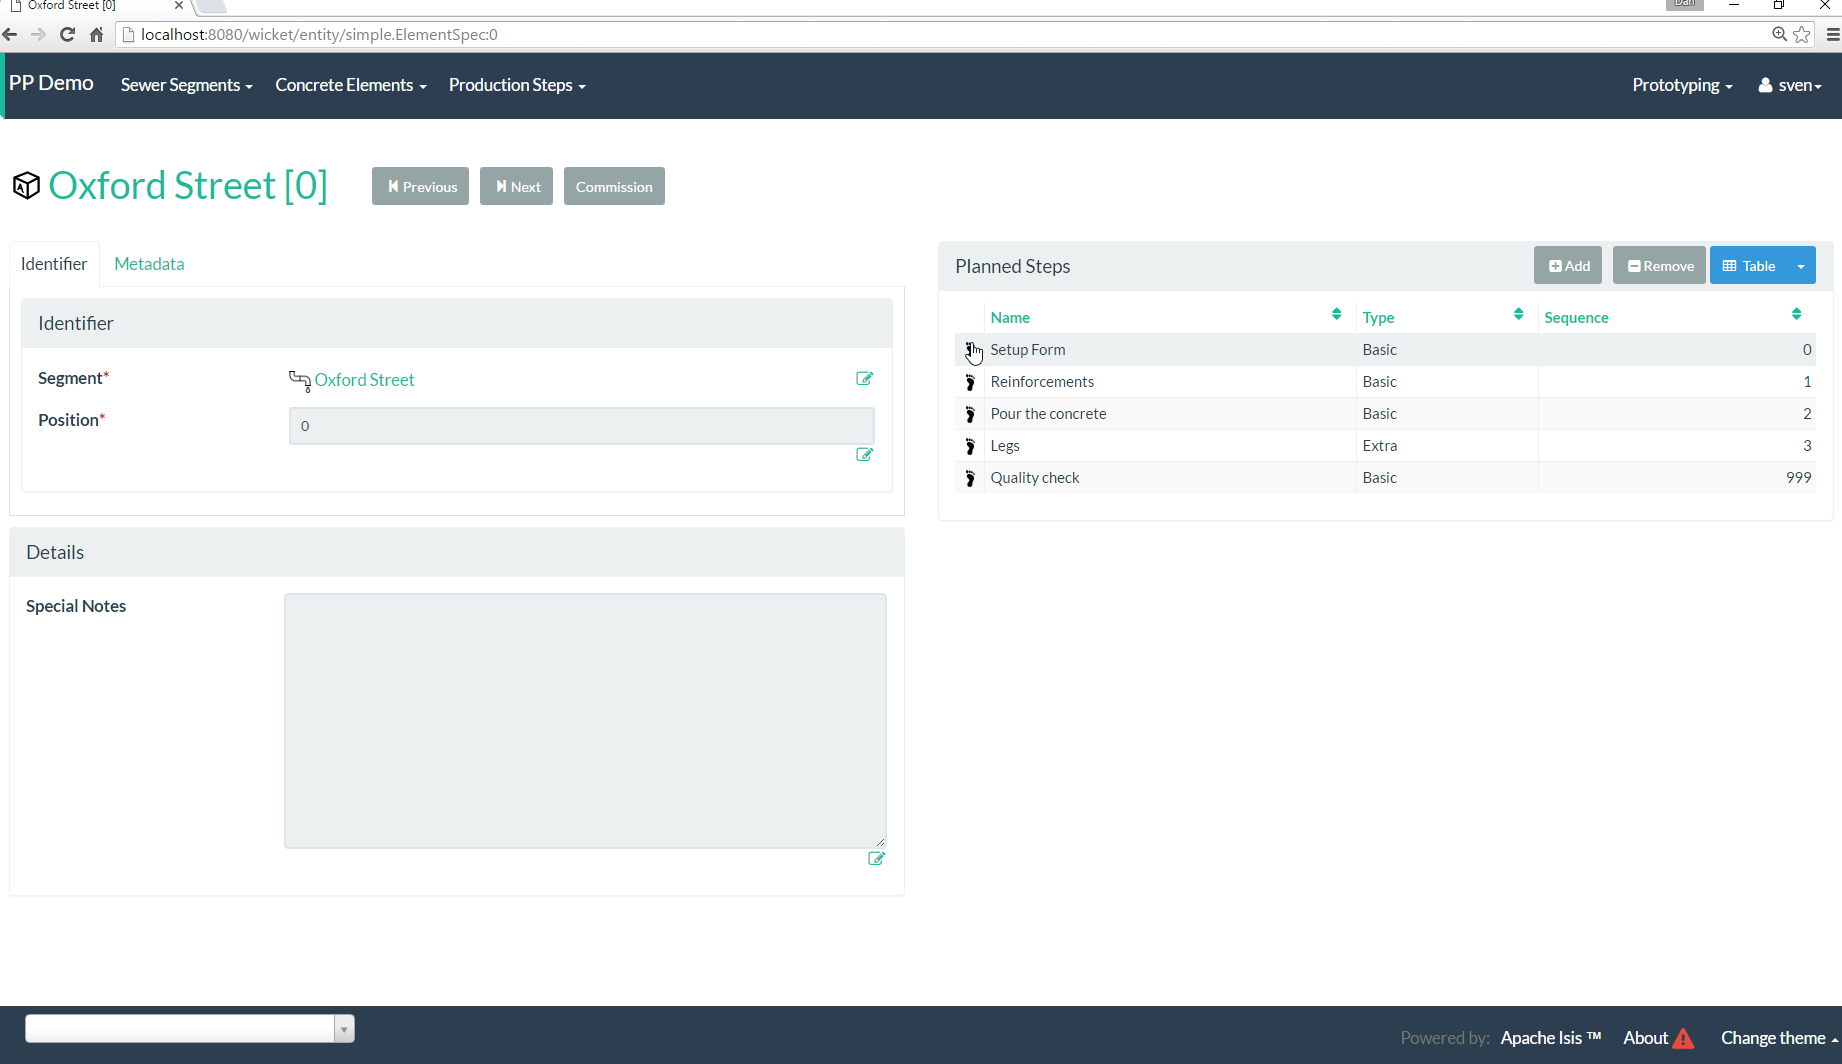 Oxford Street [0]
Dan
localhost:8080/wicket/entity/simple.ElementSpec:0
PP Demo Sewer Segments Concrete Elements Production Steps Prototyping sven
Oxford Street [0] Previous Next Commission
Identifier Metadata
Identifier
Segment* Oxford Street
Position* 0
Details
Special Notes
Planned Steps Add Remove Table
Name Type Sequence
Setup Form Basic 0
Reinforcements Basic 1
Pour the concrete Basic 2
Legs Extra 3
Quality check Basic 999
Powered by: Apache Isis ™ About Change theme